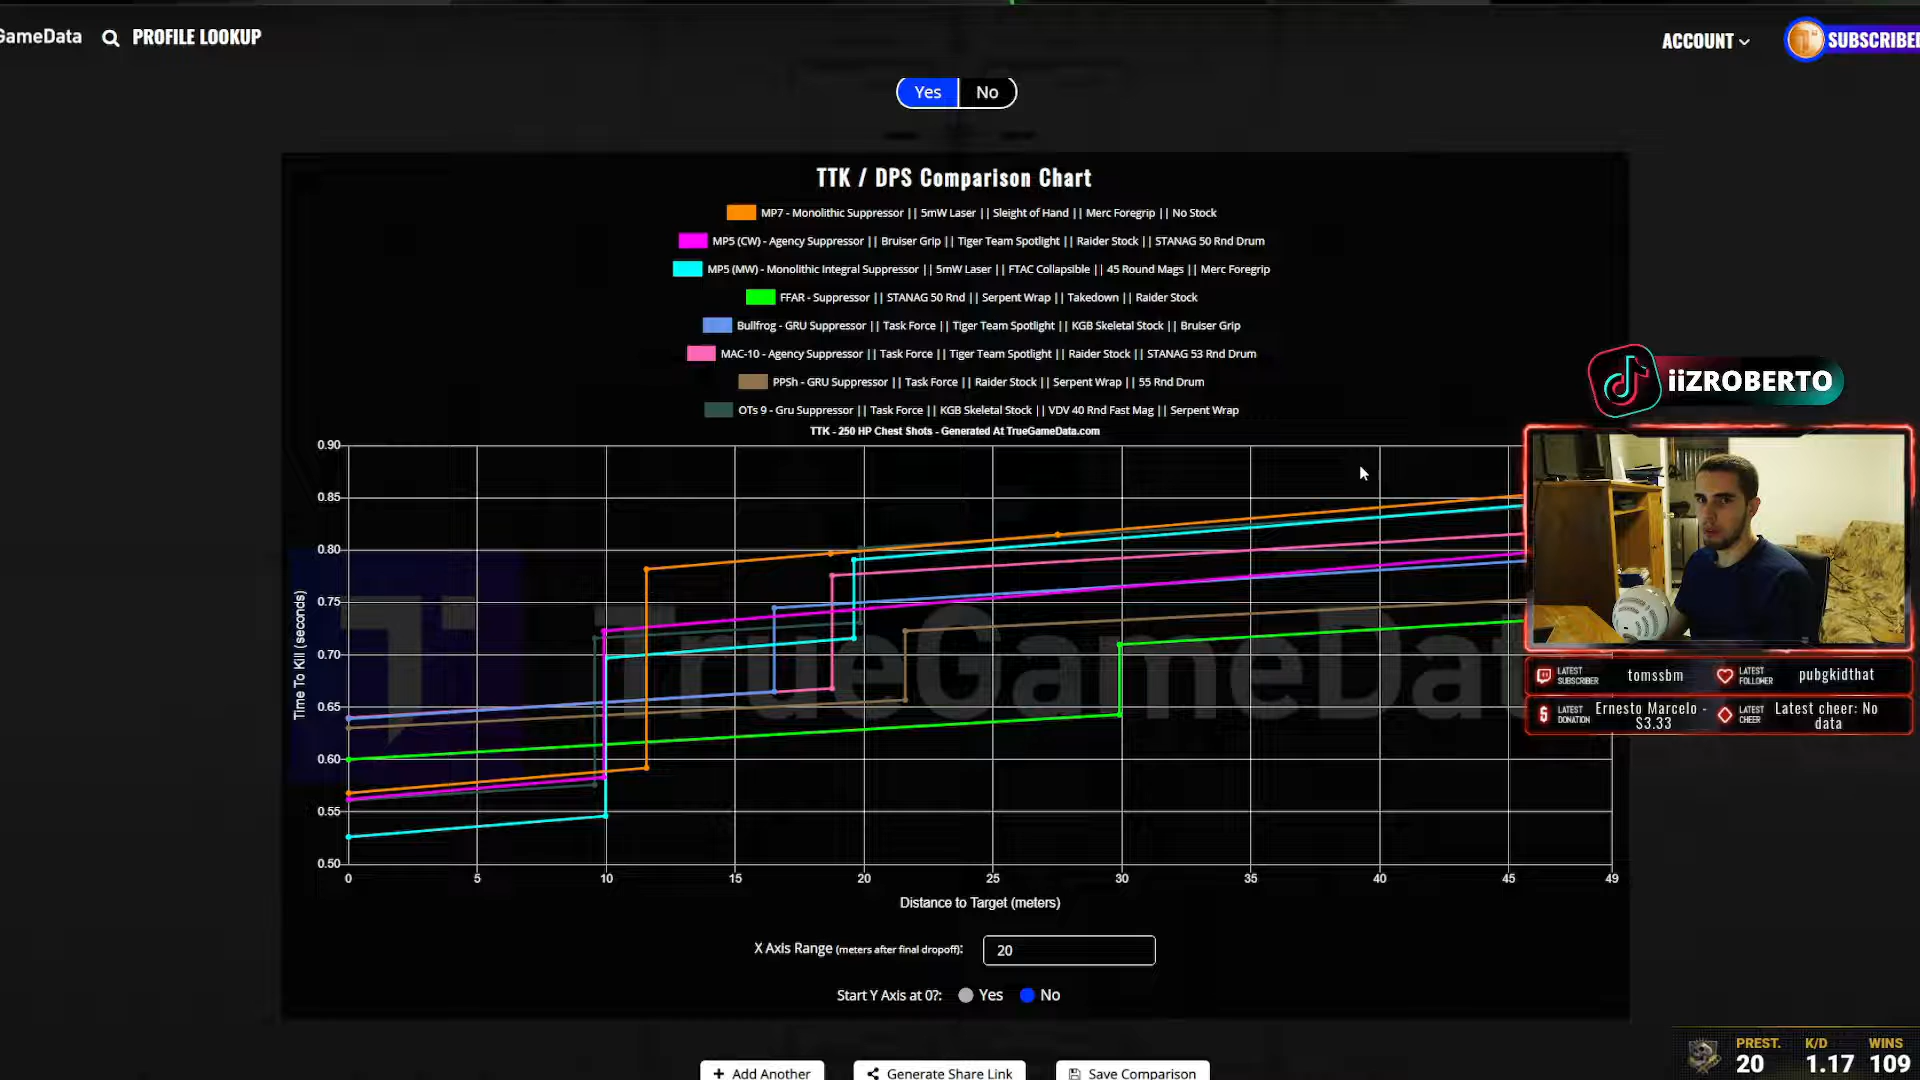 GameData
PROFILE LOOKUP
ACCOUNT
SUBSCRIBED
Yes No
TTK / DPS Comparison Chart
MP7 - Monolithic Suppressor || 5mW Laser || Sleight of Hand || Merc Foregrip || No Stock
MP5 (CW) - Agency Suppressor || Bruiser Grip || Tiger Team Spotlight || Raider Stock || STANAG 50 Rnd Drum
MP5 (MW) - Monolithic Integral Suppressor || 5mW Laser || FTAC Collapsible || 45 Round Mags || Merc Foregrip
FFAR - Suppressor || STANAG 50 Rnd || Serpent Wrap || Takedown || Raider Stock
Bullfrog - GRU Suppressor || Task Force || Tiger Team Spotlight || KGB Skeletal Stock || Bruiser Grip
MAC-10 - Agency Suppressor || Task Force || Tiger Team Spotlight || Raider Stock || STANAG 53 Rnd Drum
PPSh - GRU Suppressor || Task Force || Raider Stock || Serpent Wrap || 55 Rnd Drum
OTs 9 - Gru Suppressor || Task Force || KGB Skeletal Stock || VDV 40 Rnd Fast Mag || Serpent Wrap
TTK - 250 HP Chest Shots - Generated At TrueGameData.com
Time To Kill (seconds)
0.90
0.85
0.80
0.75
0.70
0.65
0.60
0.55
0.50
0 5 10 15 20 25 30 35 40 45 49
Distance to Target (meters)
TrueGameDat
X Axis Range (meters after final dropoff): 20
Start Y Axis at 0?: Yes No
+ Add Another
Generate Share Link
Save Comparison
iiZROBERTO
LATEST SUBSCRIBER tomssbm
LATEST FOLLOWER pubgkidthat
LATEST DONATION Ernesto Marcelo - $3.33
LATEST CHEER Latest cheer: No data
PREST. K/D WINS
20 1.17 109